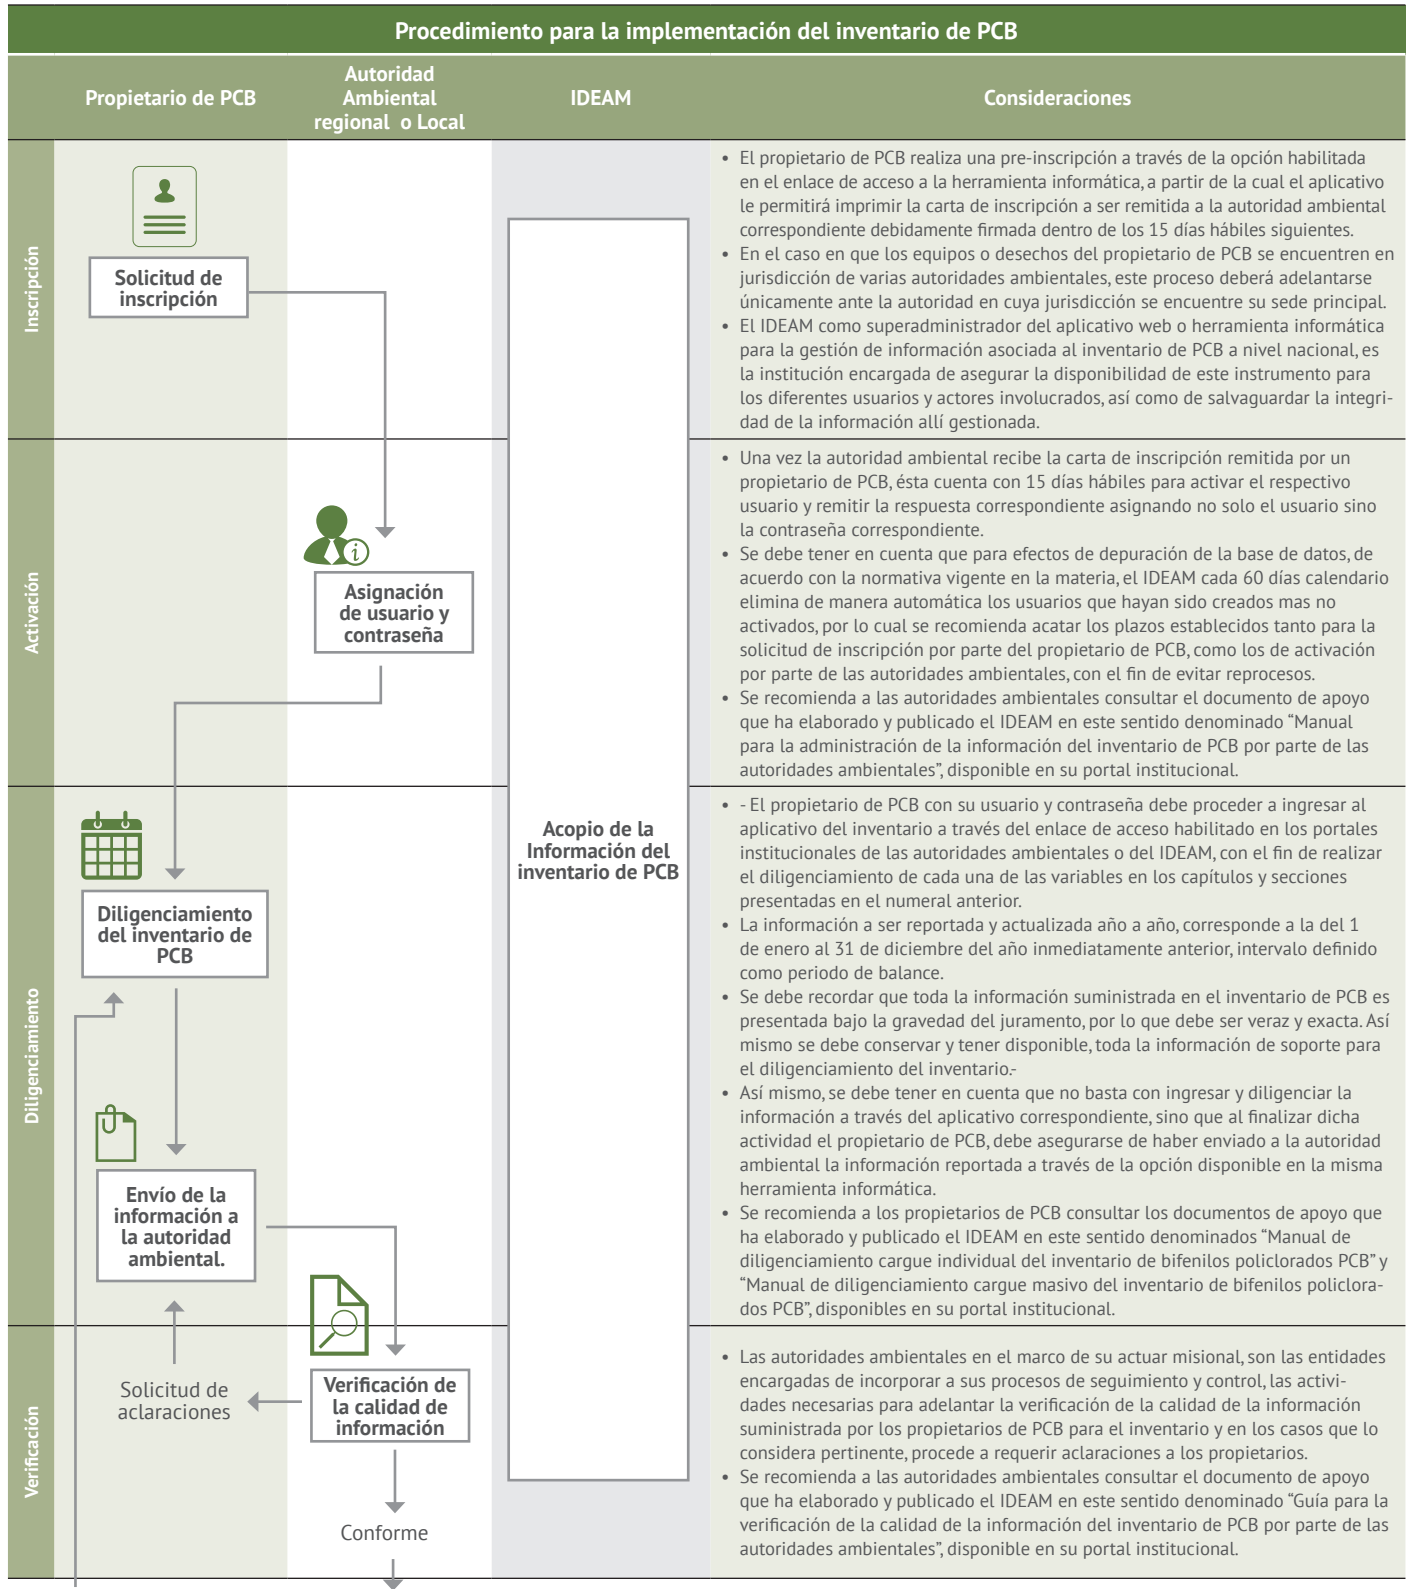 Procedimiento para la implementación del inventario de PCB
Propietario de PCB
Autoridad
Ambiental
regional o Local
IDEAM
Consideraciones
Inscripción
Solicitud de
inscripción
• El propietario de PCB realiza una pre-inscripción a través de la opción habilitada
en el enlace de acceso a la herramienta informática, a partir de la cual el aplicativo
le permitirá imprimir la carta de inscripción a ser remitida a la autoridad ambiental
correspondiente debidamente firmada dentro de los 15 días hábiles siguientes.
• En el caso en que los equipos o desechos del propietario de PCB se encuentren en
jurisdicción de varias autoridades ambientales, este proceso deberá adelantarse
únicamente ante la autoridad en cuya jurisdicción se encuentre su sede principal.
• El IDEAM como superadministrador del aplicativo web o herramienta informática
para la gestión de información asociada al inventario de PCB a nivel nacional, es
la institución encargada de asegurar la disponibilidad de este instrumento para
los diferentes usuarios y actores involucrados, así como de salvaguardar la integri-
dad de la información allí gestionada.
Activación
i
Asignación
de usuario y
contraseña
• Una vez la autoridad ambiental recibe la carta de inscripción remitida por un
propietario de PCB, ésta cuenta con 15 días hábiles para activar el respectivo
usuario y remitir la respuesta correspondiente asignando no solo el usuario sino
la contraseña correspondiente.
• Se debe tener en cuenta que para efectos de depuración de la base de datos, de
acuerdo con la normativa vigente en la materia, el IDEAM cada 60 días calendario
elimina de manera automática los usuarios que hayan sido creados mas no
activados, por lo cual se recomienda acatar los plazos establecidos tanto para la
solicitud de inscripción por parte del propietario de PCB, como los de activación
por parte de las autoridades ambientales, con el fin de evitar reprocesos.
• Se recomienda a las autoridades ambientales consultar el documento de apoyo
que ha elaborado y publicado el IDEAM en este sentido denominado “Manual
para la administración de la información del inventario de PCB por parte de las
autoridades ambientales”, disponible en su portal institucional.
Diligenciamiento
Diligenciamiento
del inventario de
PCB
Envío de la
información a
la autoridad
ambiental.
Acopio de la
Información del
inventario de PCB
• - El propietario de PCB con su usuario y contraseña debe proceder a ingresar al
aplicativo del inventario a través del enlace de acceso habilitado en los portales
institucionales de las autoridades ambientales o del IDEAM, con el fin de realizar
el diligenciamiento de cada una de las variables en los capítulos y secciones
presentadas en el numeral anterior.
• La información a ser reportada y actualizada año a año, corresponde a la del 1
de enero al 31 de diciembre del año inmediatamente anterior, intervalo definido
como periodo de balance.
• Se debe recordar que toda la información suministrada en el inventario de PCB es
presentada bajo la gravedad del juramento, por lo que debe ser veraz y exacta. Así
mismo se debe conservar y tener disponible, toda la información de soporte para
el diligenciamiento del inventario.-
• Así mismo, se debe tener en cuenta que no basta con ingresar y diligenciar la
información a través del aplicativo correspondiente, sino que al finalizar dicha
actividad el propietario de PCB, debe asegurarse de haber enviado a la autoridad
ambiental la información reportada a través de la opción disponible en la misma
herramienta informática.
• Se recomienda a los propietarios de PCB consultar los documentos de apoyo que
ha elaborado y publicado el IDEAM en este sentido denominados “Manual de
diligenciamiento cargue individual del inventario de bifenilos policlorados PCB” y
“Manual de diligenciamiento cargue masivo del inventario de bifenilos policlora-
dos PCB”, disponibles en su portal institucional.
Verificación
Solicitud de
aclaraciones
Verificación de
la calidad de
información
Conforme
• Las autoridades ambientales en el marco de su actuar misional, son las entidades
encargadas de incorporar a sus procesos de seguimiento y control, las activi-
dades necesarias para adelantar la verificación de la calidad de la información
suministrada por los propietarios de PCB para el inventario y en los casos que lo
considera pertinente, procede a requerir aclaraciones a los propietarios.
• Se recomienda a las autoridades ambientales consultar el documento de apoyo
que ha elaborado y publicado el IDEAM en este sentido denominado “Guía para la
verificación de la calidad de la información del inventario de PCB por parte de las
autoridades ambientales”, disponible en su portal institucional.